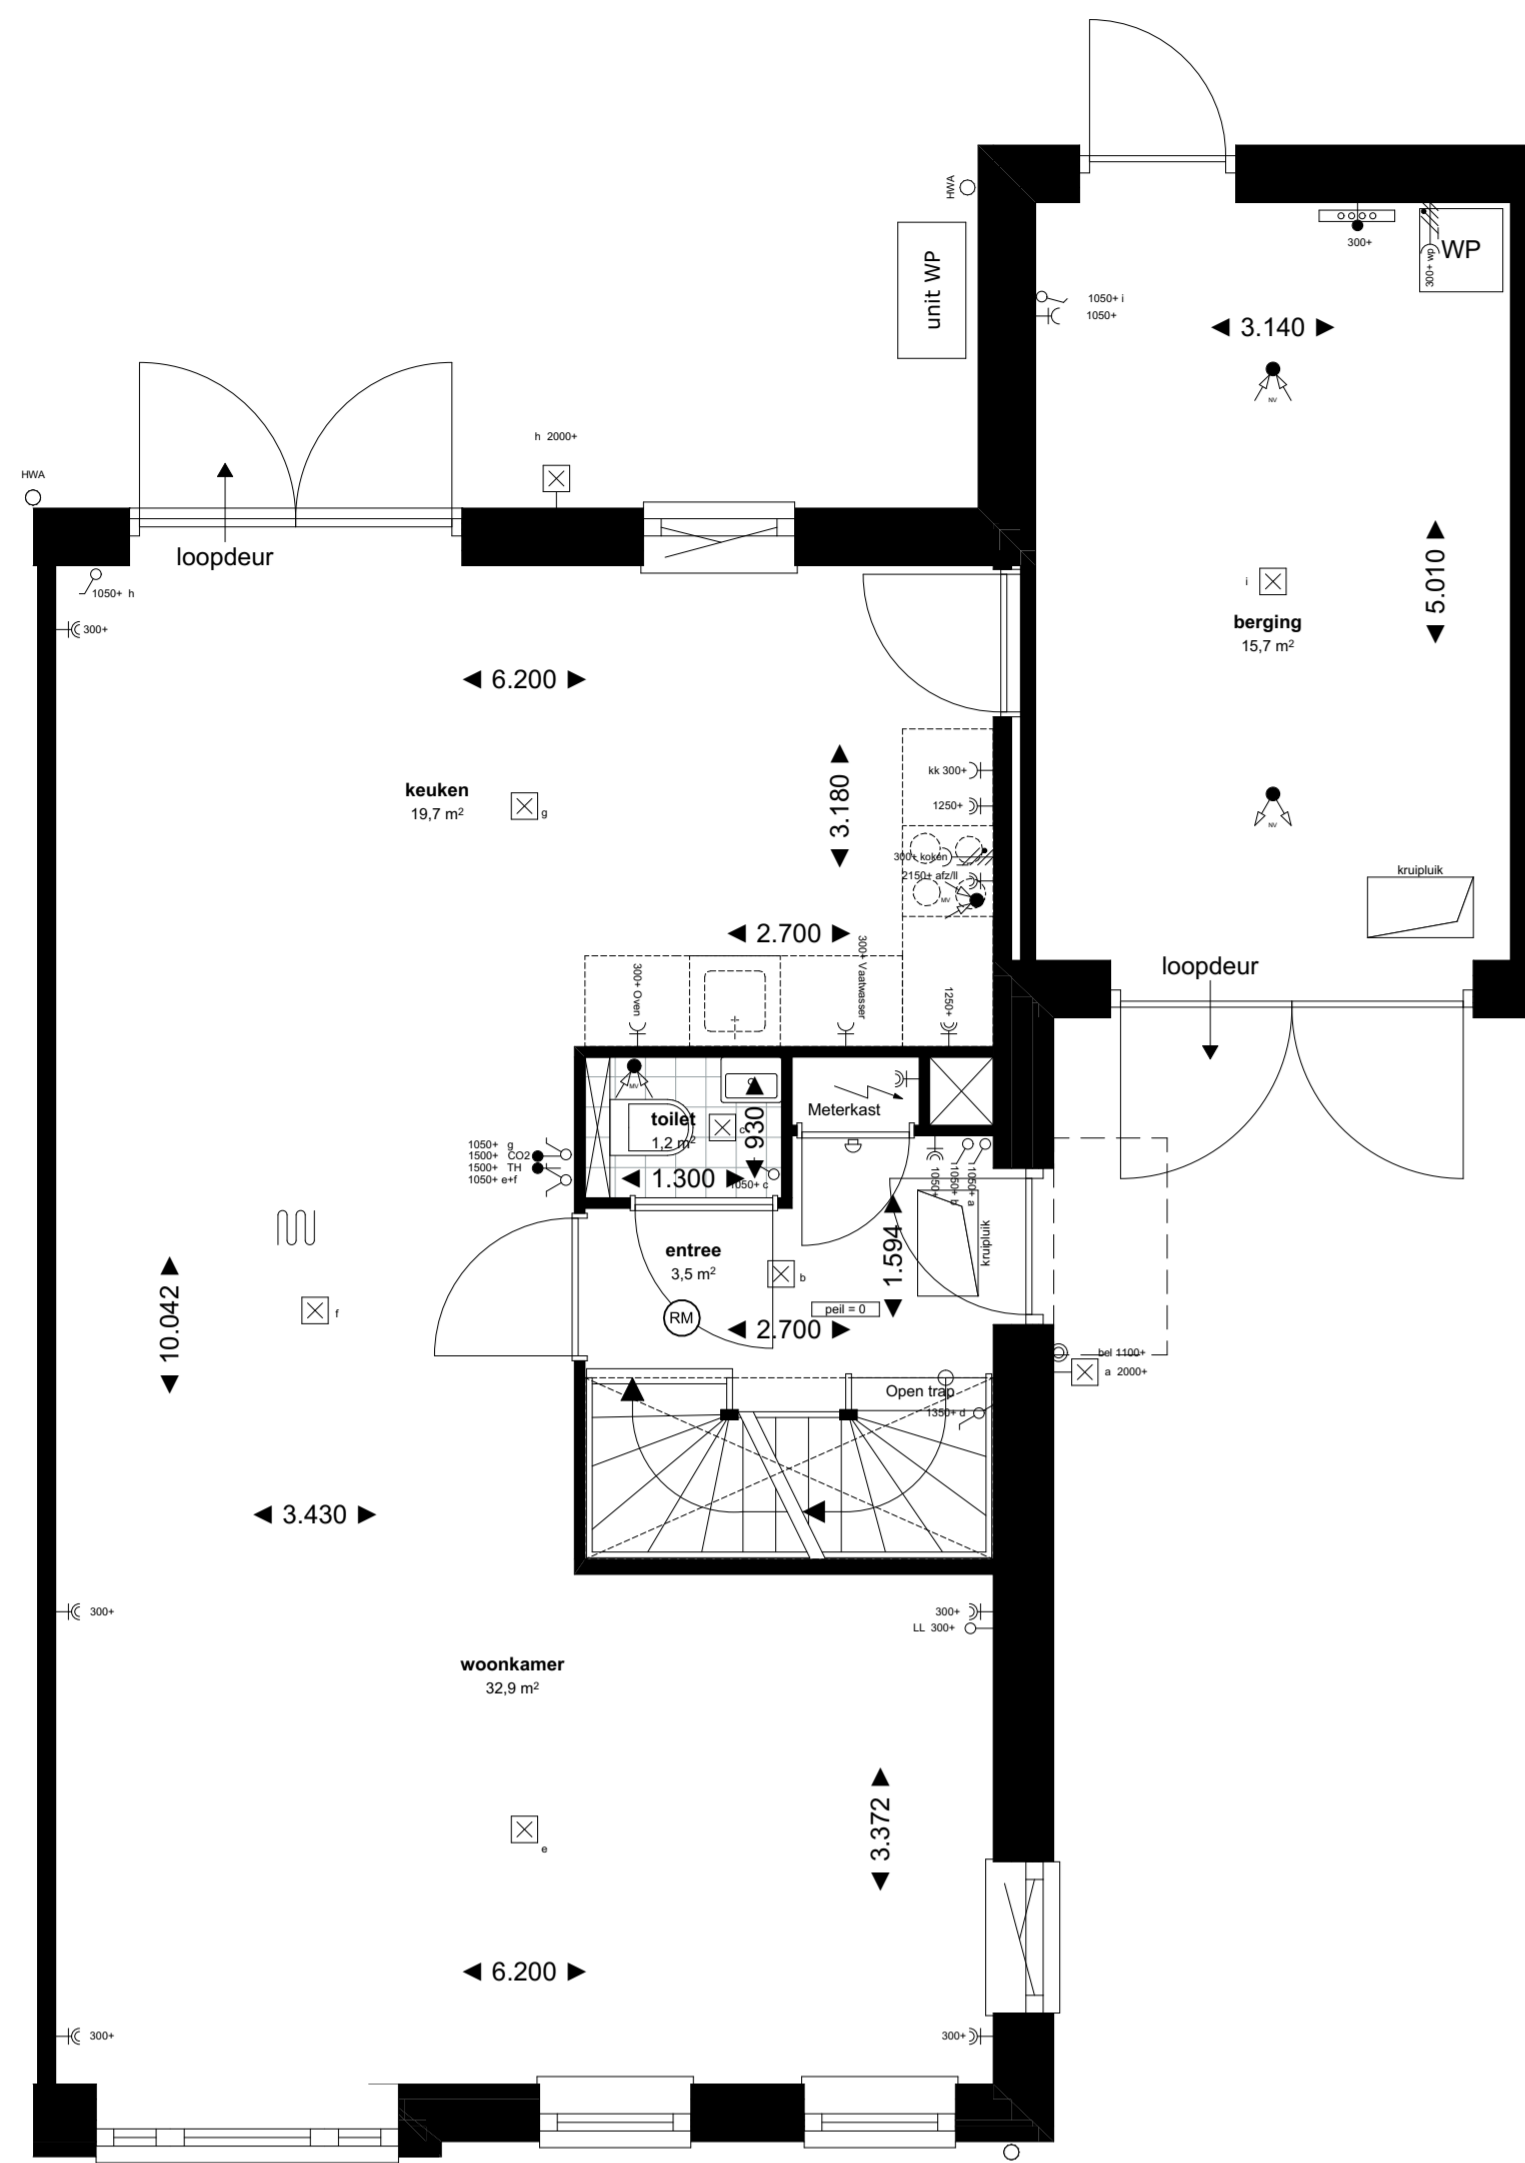 HWA
unit WP
300+
300+ wp
WP
1050+ i
1050+
3.140
NV
h 2000+
HWA
loopdeur
1050+ h
300+
5.010
i
berging
15,7 m²
6.200
keuken
19,7 m²
g
3.180
kk 300+
1250+
300+ koken
2150+ afz/ll
MV
NV
kruipluik
2.700
300+ Oven
300+ Vaatwasser
1250+
loopdeur
MV
toilet
1,2 m²
c
930
1.300
1050+ c
Meterkast
1050+ g
1500+ CO2
1500+ TH
1050+ e+f
1050+
1050+ b
1050+ a
kruipluik
entree
3,5 m²
b
1.594
peil = 0
RM
2.700
10.042
f
bel 1100+
a 2000+
Open trap
1350+ d
3.430
300+
300+
LL 300+
woonkamer
32,9 m²
e
3.372
6.200
300+
300+